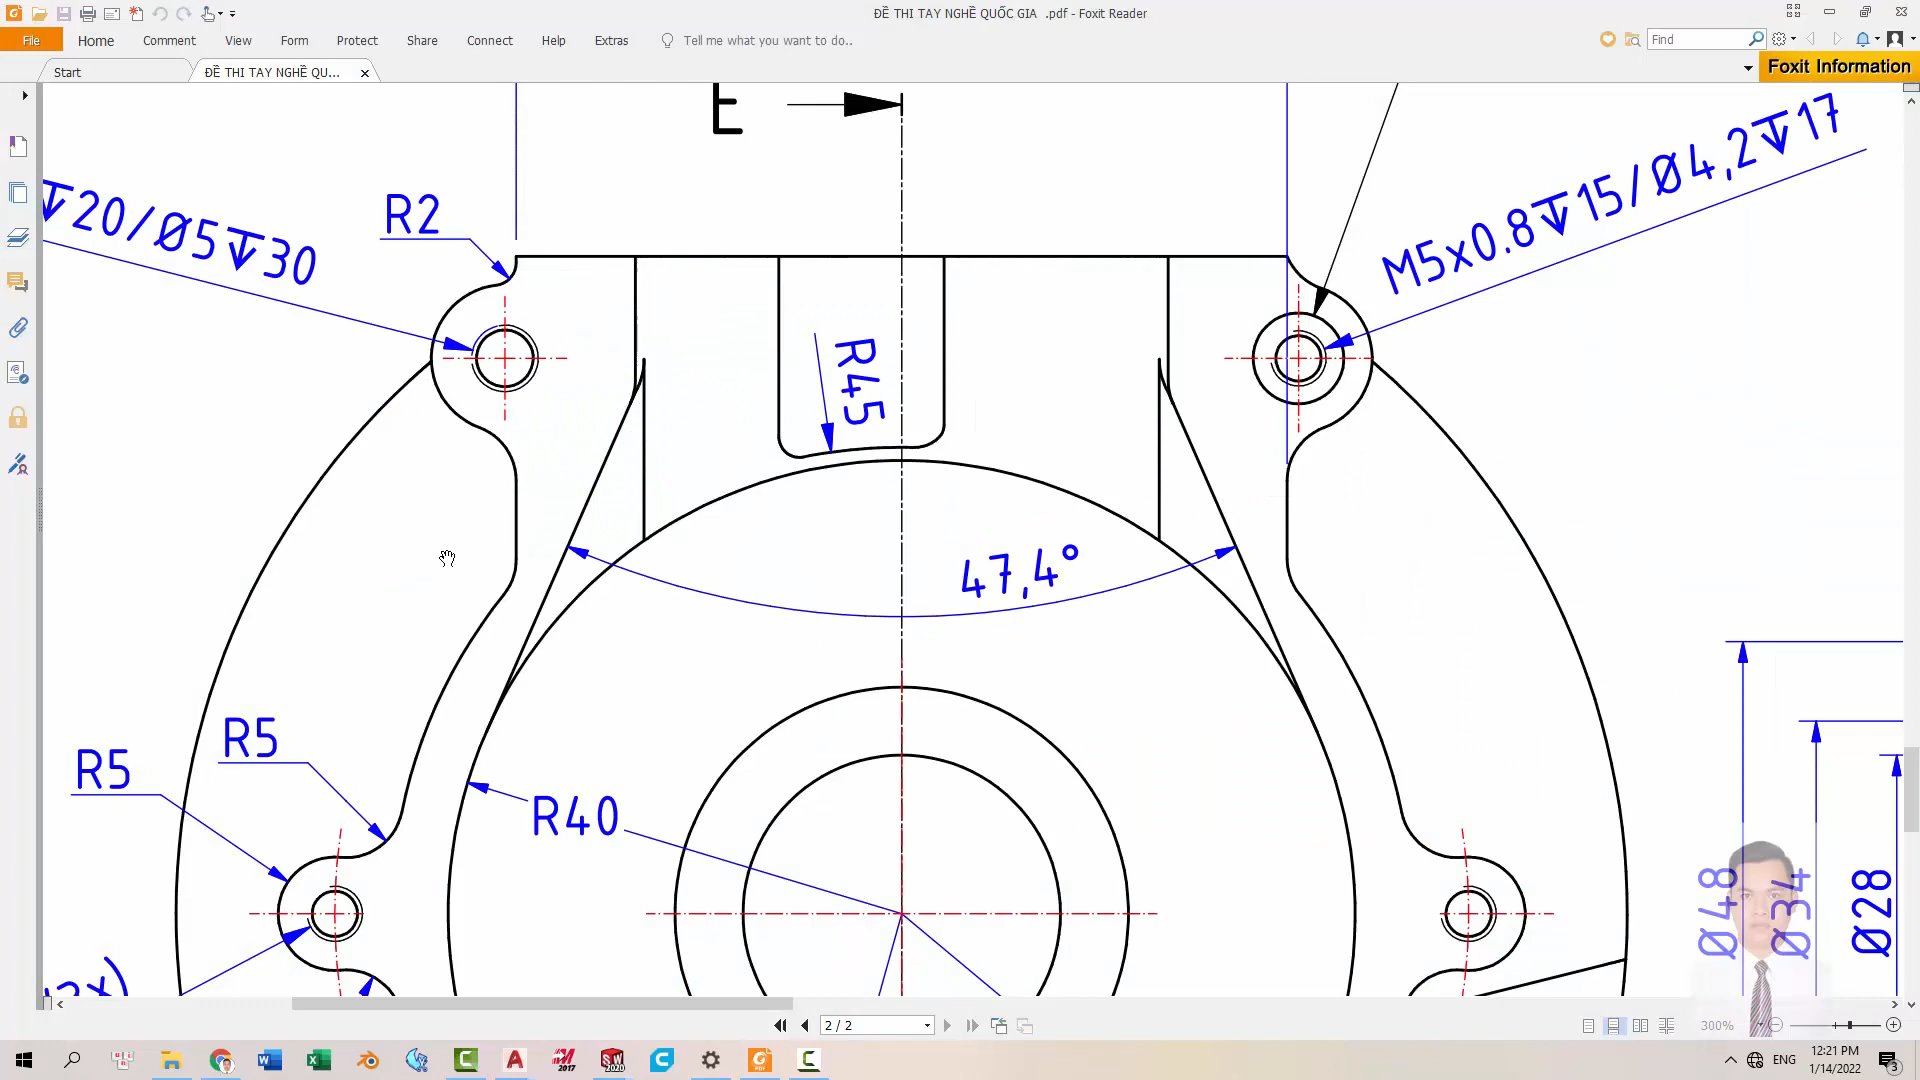 ĐỀ THI TAY NGHỀ QUỐC GIA .pdf - Foxit Reader
File
Home
Comment
View
Form
Protect
Share
Connect
Help
Extras
Tell me what you want to do..
Find
Start
ĐỀ THI TAY NGHỀ QU...
Foxit Information
E
↧20/Ø5↧30
R2
M5x0.8↧15/Ø4,2↧17
R45
47,4°
R5
R5
R40
Ø48
Ø34
Ø28
2 / 2
300%
ENG
12:21 PM
1/14/2022
3
2017
2020